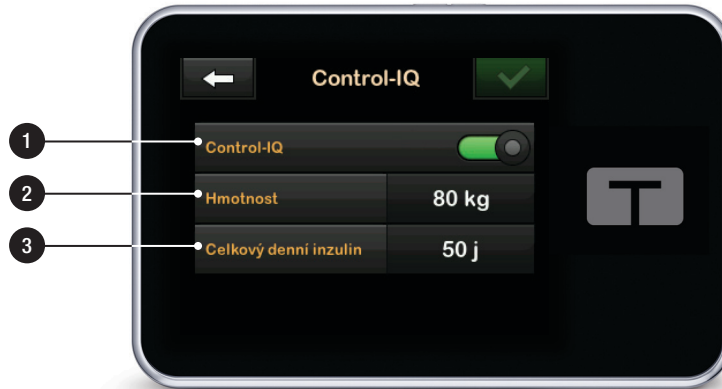 Control-IQ
1
Control-IQ
2
Hmotnost 80 kg
3
Celkový denní inzulin 50 j
T